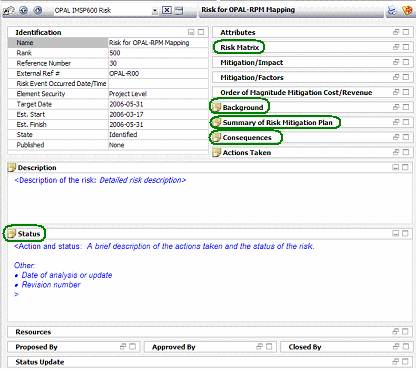 OPAL IMSP600 Risk
Risk for OPAL-RPM Mapping
Identification
Name Risk for OPAL-RPM Mapping
Rank 500
Reference Number 30
External Ref # OPAL-R00
Risk Event Occurred Date/Time
Element Security Project Level
Target Date 2006-05-31
Est. Start 2006-03-17
Est. Finish 2006-05-31
State Identified
Published None
Attributes
Risk Matrix
Mitigation/Impact
Mitigation/Factors
Order of Magnitude Mitigation Cost/Revenue
Background
Summary of Risk Mitigation Plan
Consequences
Actions Taken
Description
<Description of the risk: Detailed risk description>
Status
<Action and status: A brief description of the actions taken and the status of the risk.
Other:
• Date of analysis or update
• Revision number
>
Resources
Proposed By Approved By Closed By
Status Update